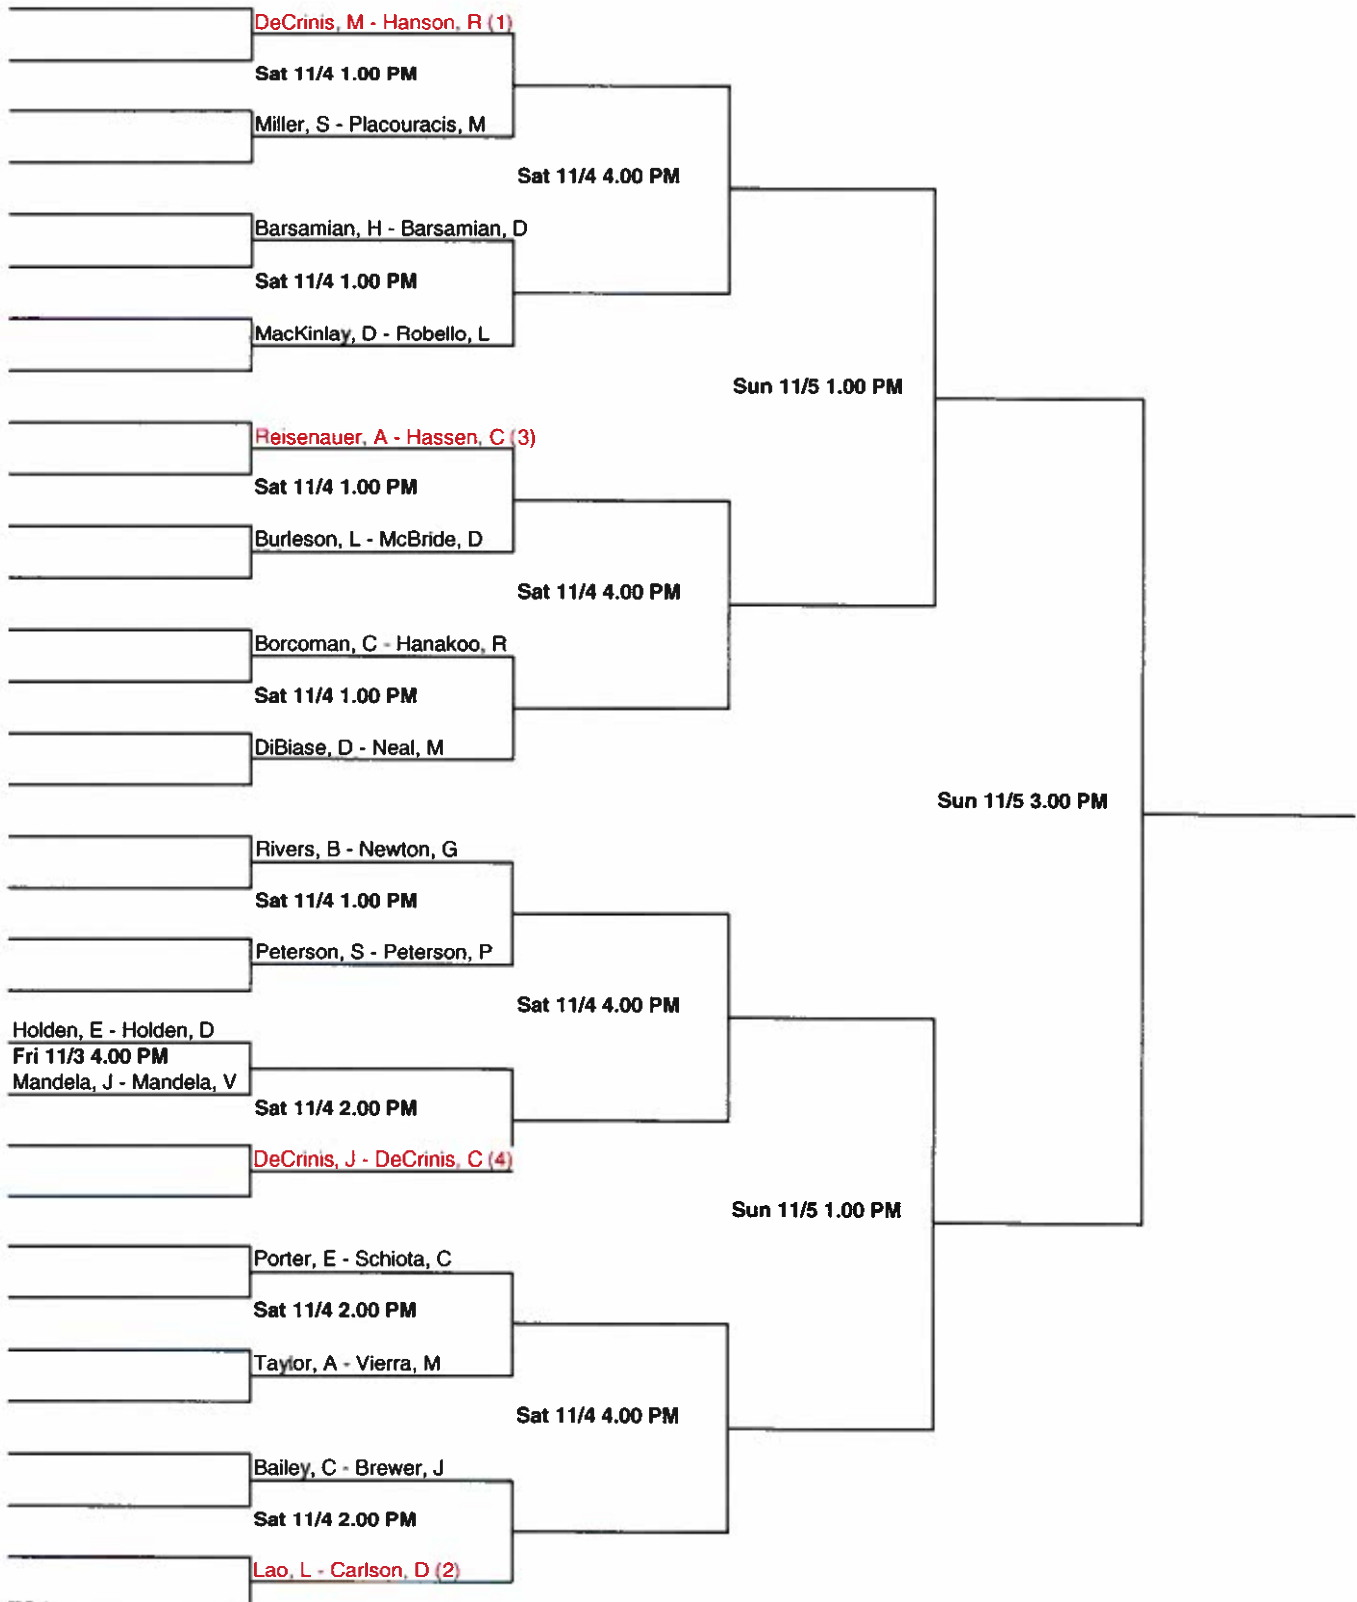 DeCrinis, M - Hanson, R (1)
Sat 11/4 1.00 PM
Miller, S - Placouracis, M
Sat 11/4 4.00 PM
Barsamian, H - Barsamian, D
Sat 11/4 1.00 PM
MacKinlay, D - Robello, L
Sun 11/5 1.00 PM
Reisenauer, A - Hassen, C (3)
Sat 11/4 1.00 PM
Burleson, L - McBride, D
Sat 11/4 4.00 PM
Borcoman, C - Hanakoo, R
Sat 11/4 1.00 PM
DiBiase, D - Neal, M
Sun 11/5 3.00 PM
Rivers, B - Newton, G
Sat 11/4 1.00 PM
Peterson, S - Peterson, P
Sat 11/4 4.00 PM
Holden, E - Holden, D
Fri 11/3 4.00 PM
Mandela, J - Mandela, V
Sat 11/4 2.00 PM
DeCrinis, J - DeCrinis, C (4)
Sun 11/5 1.00 PM
Porter, E - Schiota, C
Sat 11/4 2.00 PM
Taylor, A - Vierra, M
Sat 11/4 4.00 PM
Bailey, C - Brewer, J
Sat 11/4 2.00 PM
Lao, L - Carlson, D (2)